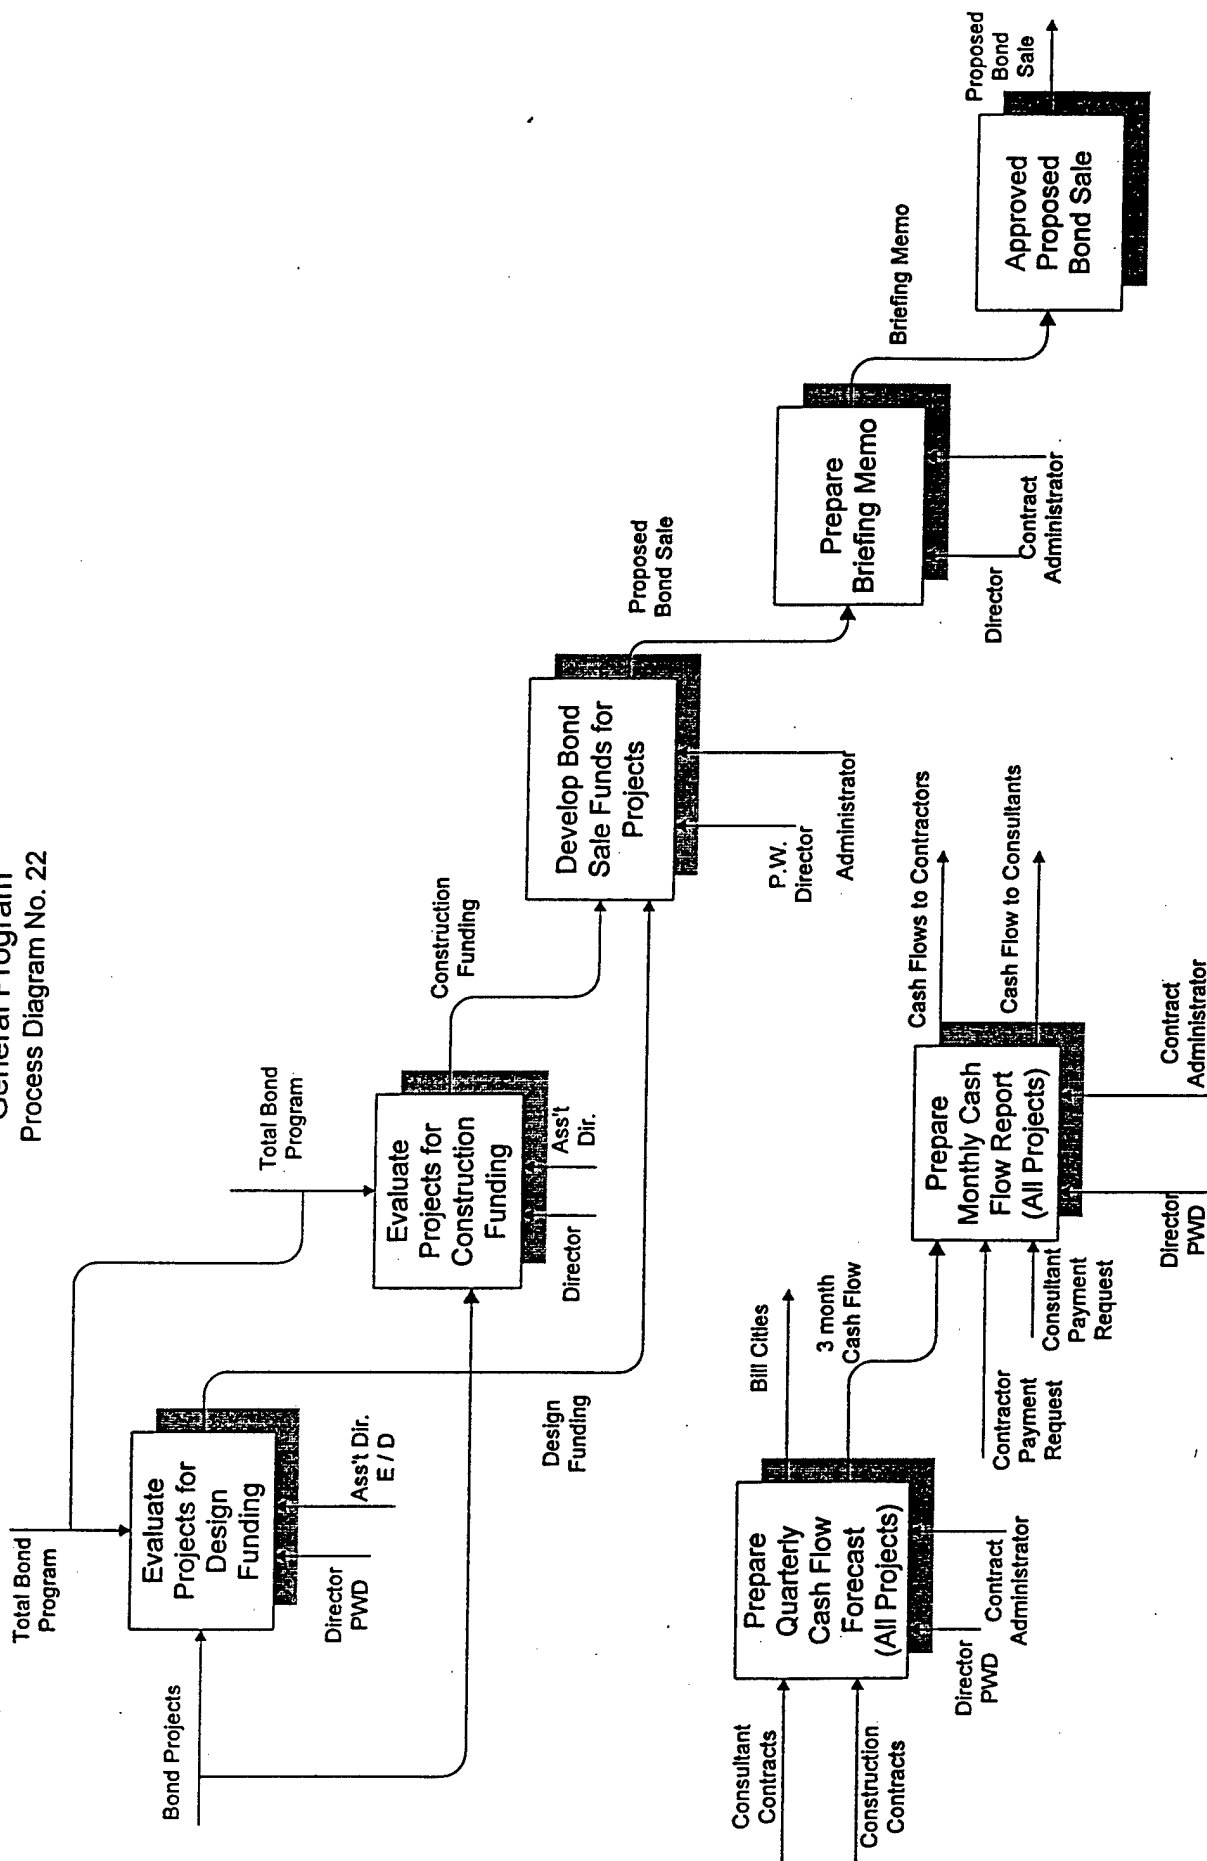 General Program
Process Diagram No. 22
Total Bond
Program
Bond Projects
Evaluate
Projects for
Design
Funding
Director
PWD
Ass't Dir.
E / D
Total Bond
Program
Evaluate
Projects for
Construction
Funding
Director
Ass't
Dir.
Design
Funding
Construction
Funding
Develop Bond
Sale Funds for
Projects
P.W.
Director
Administrator
Proposed
Bond Sale
Prepare
Briefing Memo
Director
Contract
Administrator
Briefing Memo
Approved
Proposed
Bond Sale
Proposed
Bond
Sale
Consultant
Contracts
Construction
Contracts
Prepare
Quarterly
Cash Flow
Forecast
(All Projects)
Director
PWD
Contract
Administrator
Bill Cities
3 month
Cash Flow
Contractor
Payment
Request
Consultant
Payment
Request
Prepare
Monthly Cash
Flow Report
(All Projects)
Director
PWD
Contract
Administrator
Cash Flows to Contractors
Cash Flow to Consultants